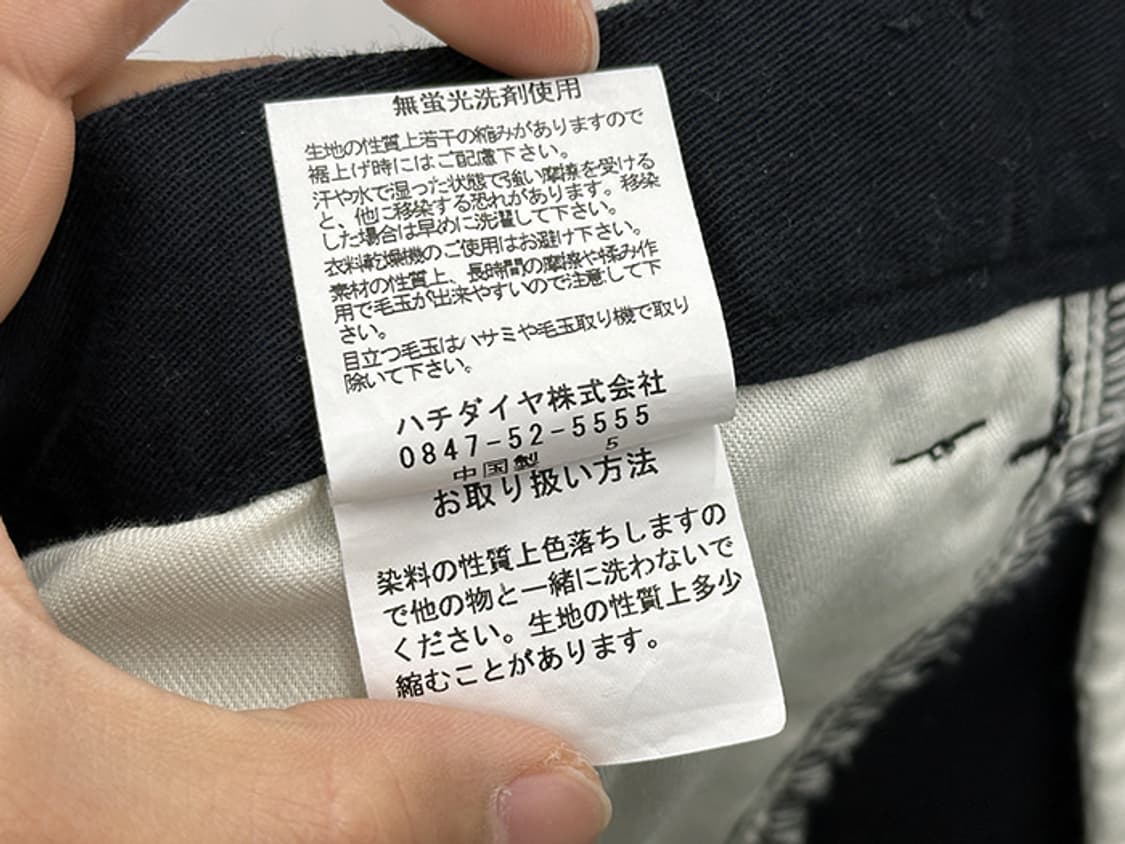 無蛍光洗剤使用
生地の性質上若干の縮みがありますので
裾上げ時にはご配慮下さい。
汗や水で湿った状態で強い摩擦を受ける
と、他に移染する恐れがあります。移染
した場合は早めに洗濯して下さい。
衣料乾燥機のご使用はお避け下さい。
素材の性質上、長時間の摩擦や揉み作
用で毛玉が出来やすいので注意して下
さい。
目立つ毛玉はハサミや毛玉取り機で取り
除いて下さい。
ハチダイヤ株式会社
0847-52-5555
中国製 5
お取り扱い方法
染料の性質上色落ちしますの
で他の物と一緒に洗わないで
ください。生地の性質上多少
縮むことがあります。